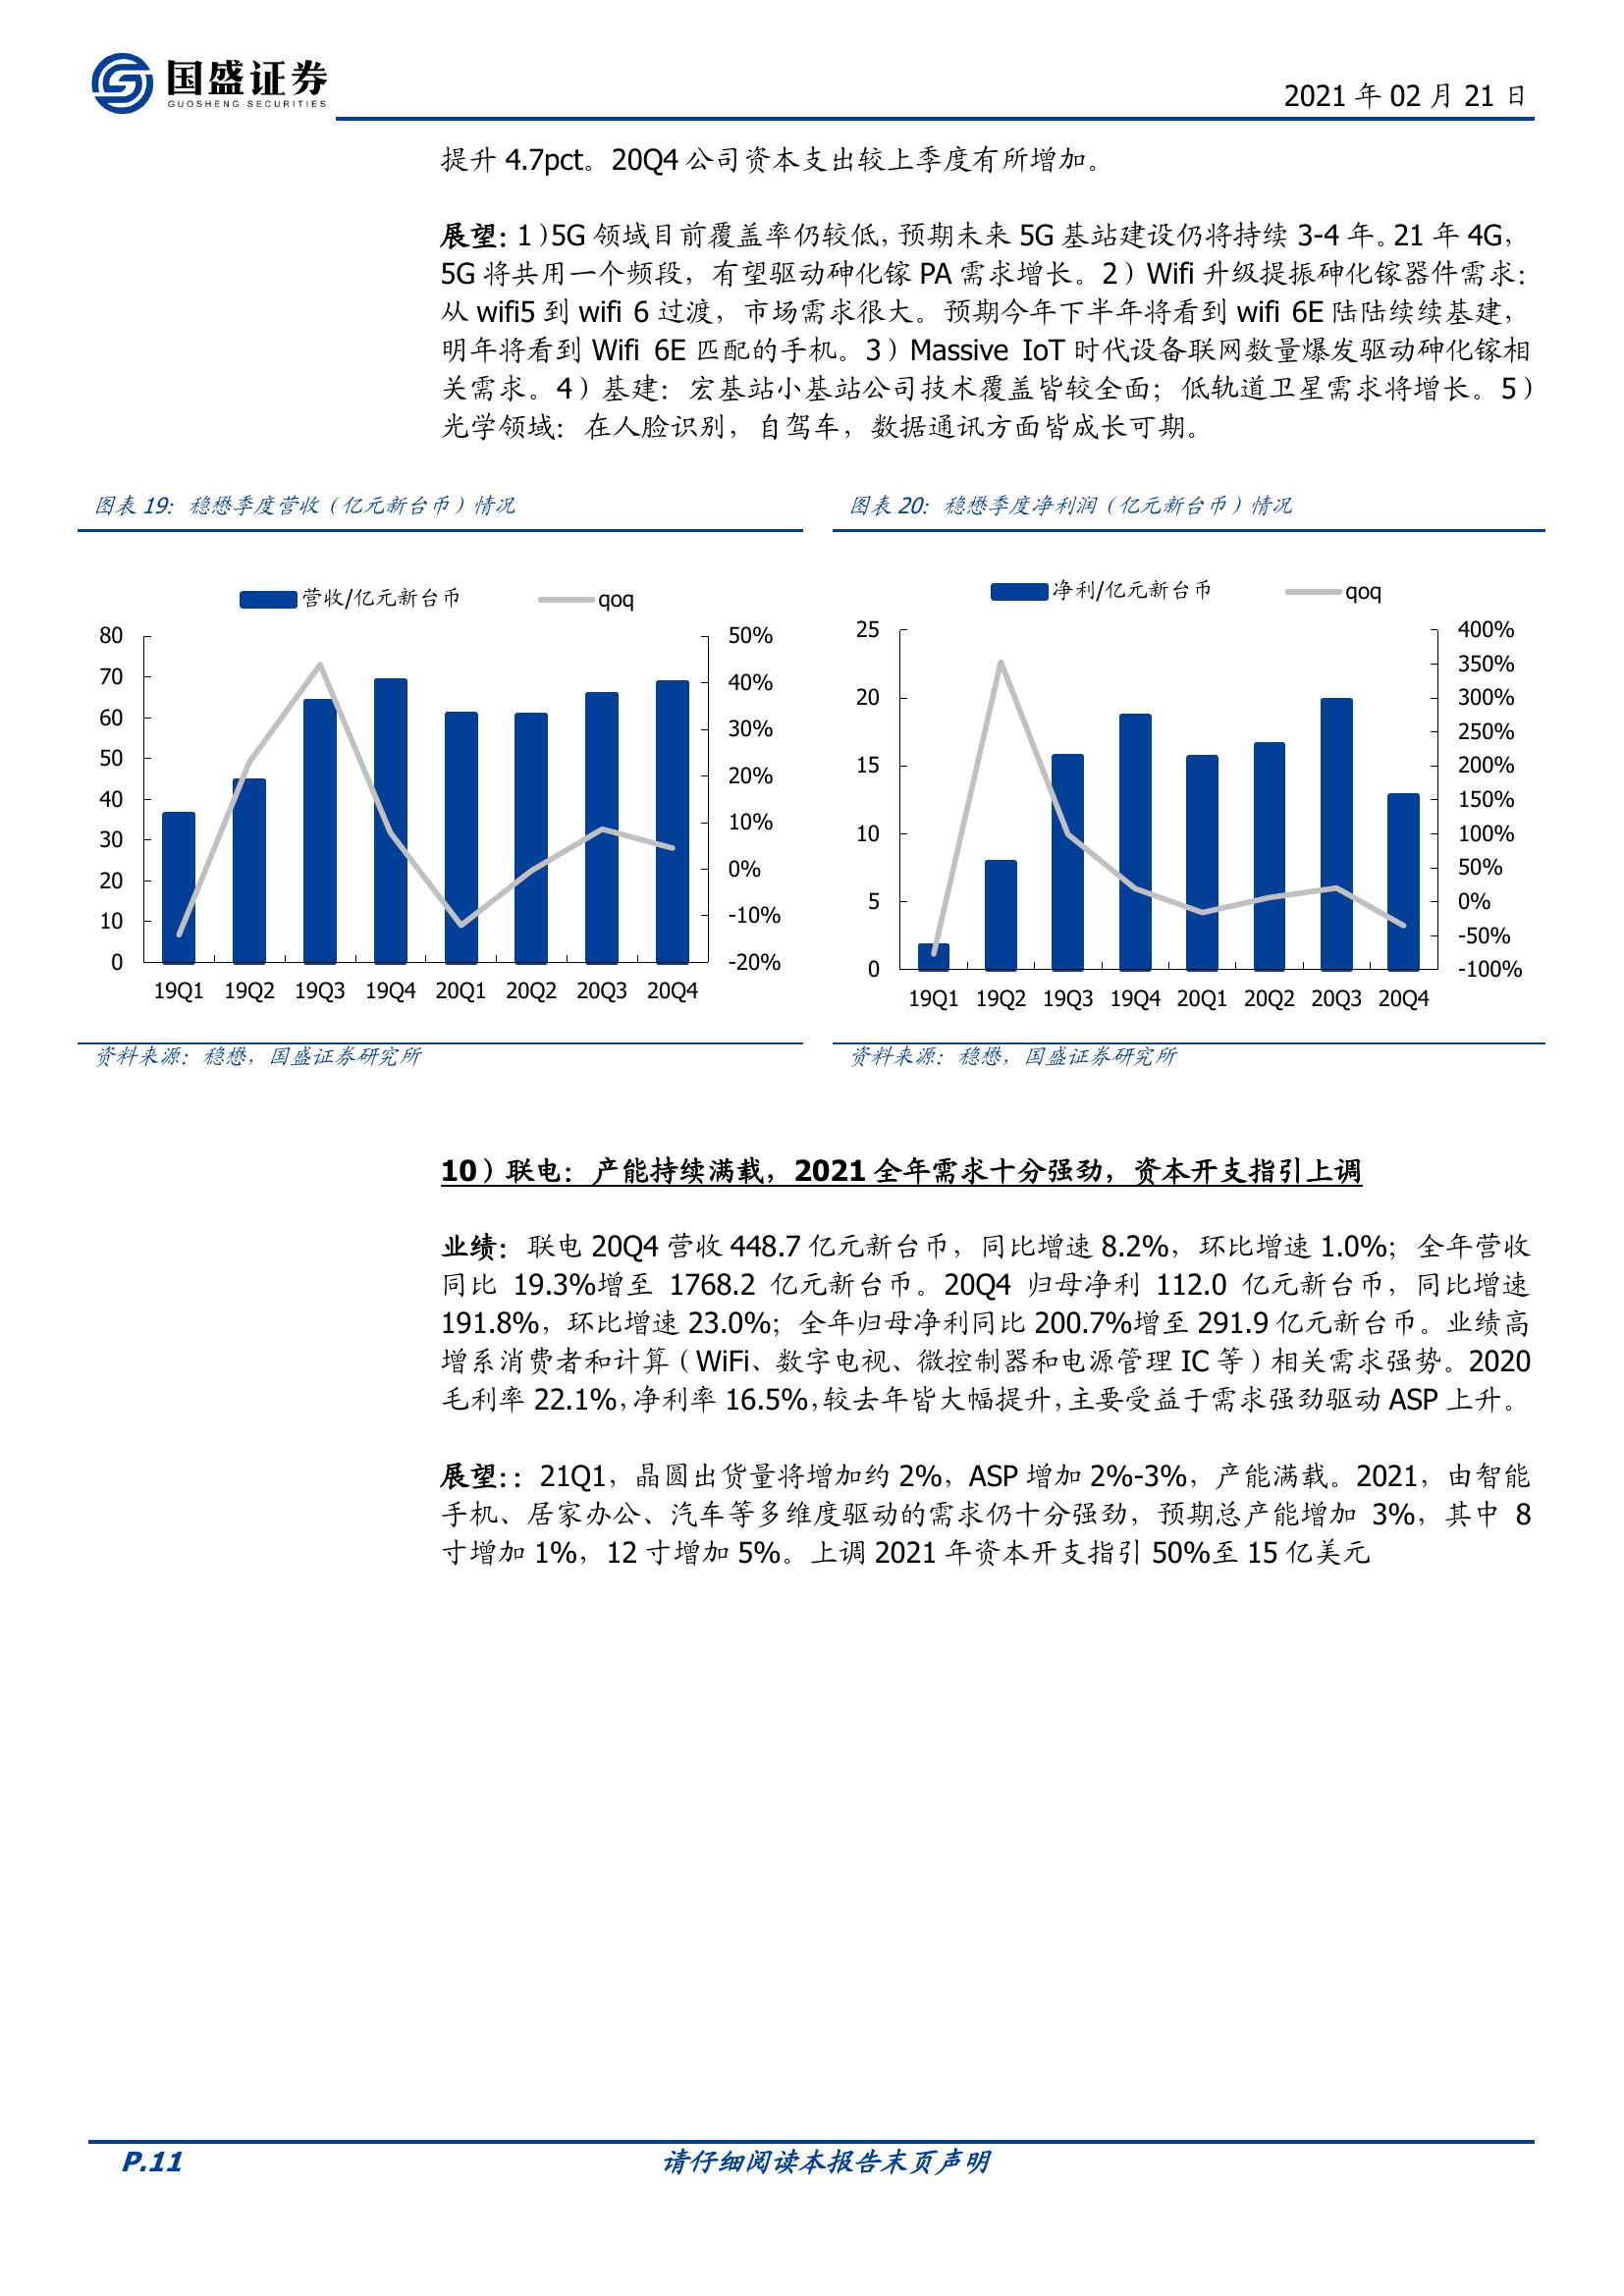 国盛证券
GUOSHENG SECURITIES
2021 年 02 月 21 日
提升 4.7pct。20Q4 公司资本支出较上季度有所增加。
展望：1）5G 领域目前覆盖率仍较低，预期未来 5G 基站建设仍将持续 3-4 年。21 年 4G，
5G 将共用一个频段，有望驱动砷化镓 PA 需求增长。2）Wifi 升级提振砷化镓器件需求：
从 wifi5 到 wifi 6 过渡，市场需求很大。预期今年下半年将看到 wifi 6E 陆陆续续基建，
明年将看到 Wifi 6E 匹配的手机。3）Massive IoT 时代设备联网数量爆发驱动砷化镓相
关需求。4）基建：宏基站小基站公司技术覆盖皆较全面；低轨道卫星需求将增长。5）
光学领域：在人脸识别，自驾车，数据通讯方面皆成长可期。
图表 19：稳懋季度营收（亿元新台币）情况
营收/亿元新台币 qoq
80
70
60
50
40
30
20
10
0
50%
40%
30%
20%
10%
0%
-10%
-20%
19Q1 19Q2 19Q3 19Q4 20Q1 20Q2 20Q3 20Q4
资料来源：稳懋，国盛证券研究所
图表 20：稳懋季度净利润（亿元新台币）情况
净利/亿元新台币 qoq
25
20
15
10
5
0
400%
350%
300%
250%
200%
150%
100%
50%
0%
-50%
-100%
19Q1 19Q2 19Q3 19Q4 20Q1 20Q2 20Q3 20Q4
资料来源：稳懋，国盛证券研究所
10）联电：产能持续满载，2021 全年需求十分强劲，资本开支指引上调
业绩：联电 20Q4 营收 448.7 亿元新台币，同比增速 8.2%，环比增速 1.0%；全年营收
同比 19.3%增至 1768.2 亿元新台币。20Q4 归母净利 112.0 亿元新台币，同比增速
191.8%，环比增速 23.0%；全年归母净利同比 200.7%增至 291.9 亿元新台币。业绩高
增系消费者和计算（WiFi、数字电视、微控制器和电源管理 IC 等）相关需求强势。2020
毛利率 22.1%，净利率 16.5%，较去年皆大幅提升，主要受益于需求强劲驱动 ASP 上升。
展望：：21Q1，晶圆出货量将增加约 2%，ASP 增加 2%-3%，产能满载。2021，由智能
手机、居家办公、汽车等多维度驱动的需求仍十分强劲，预期总产能增加 3%，其中 8
寸增加 1%，12 寸增加 5%。上调 2021 年资本开支指引 50%至 15 亿美元
P.11
请仔细阅读本报告末页声明